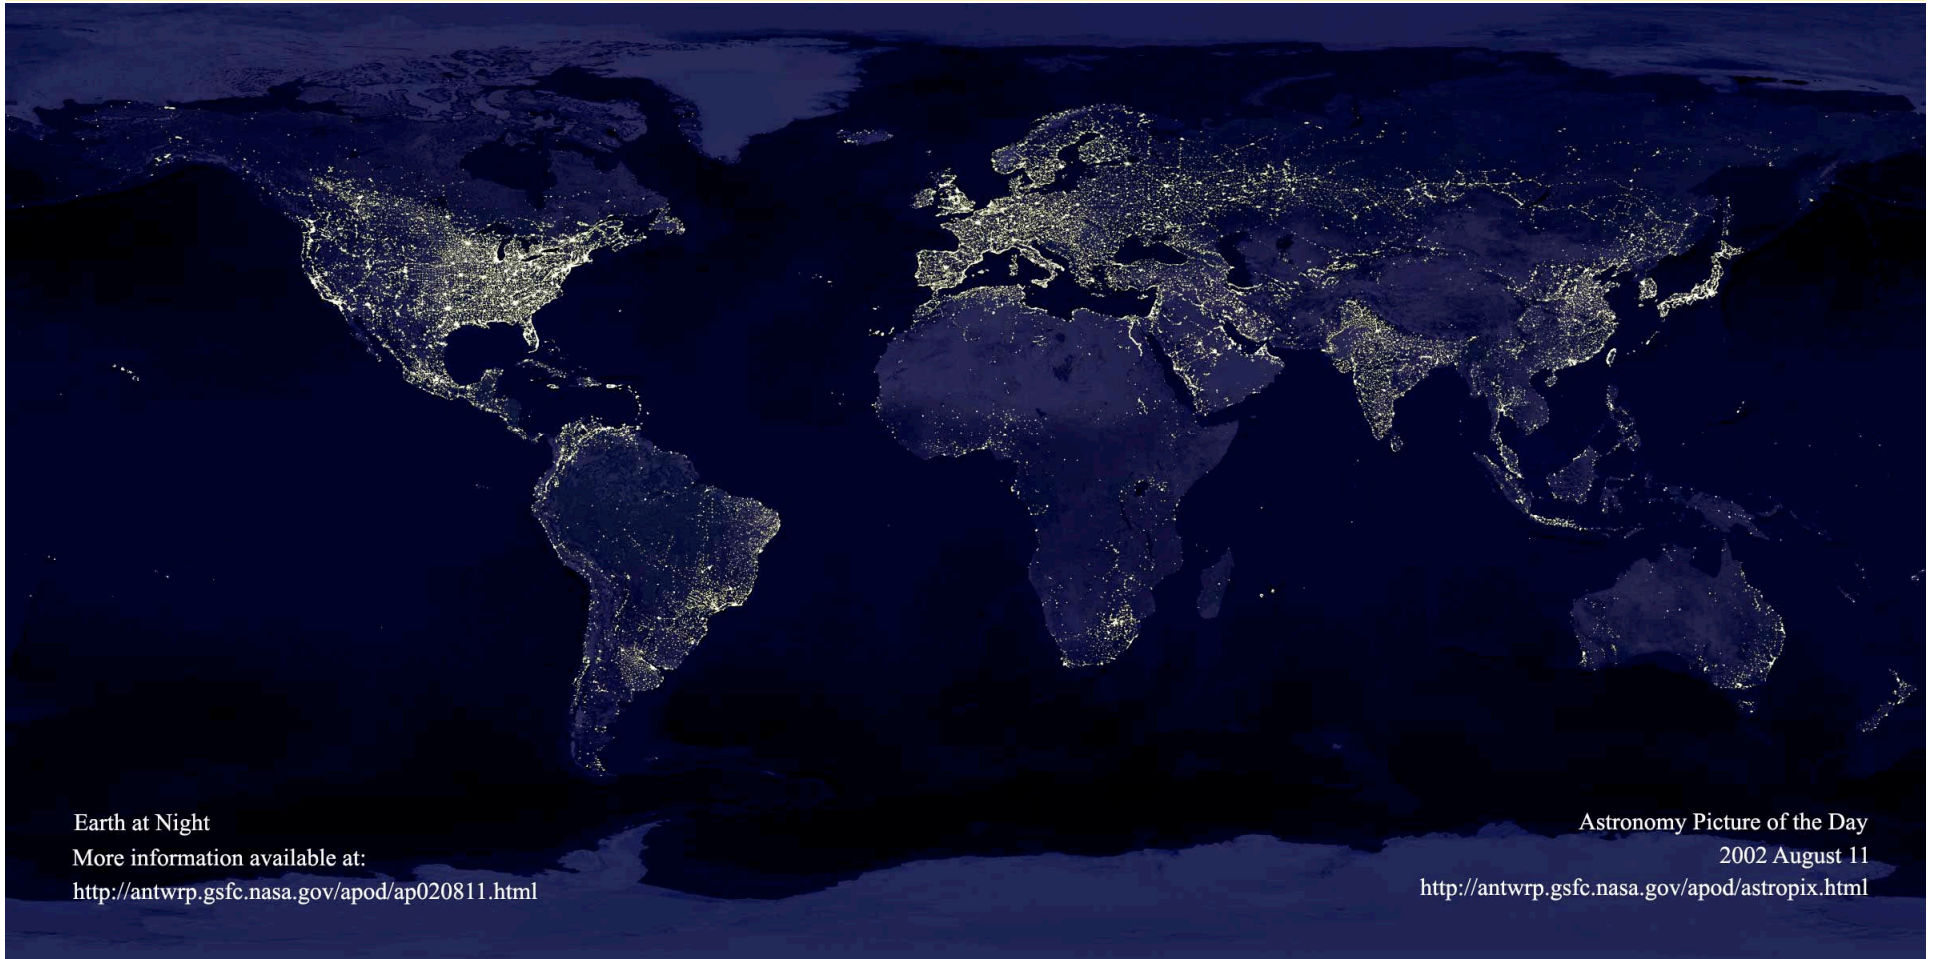 Earth at Night
More information available at:
http://antwrp.gsfc.nasa.gov/apod/ap020811.html
Astronomy Picture of the Day
2002 August 11
http://antwrp.gsfc.nasa.gov/apod/astropix.html